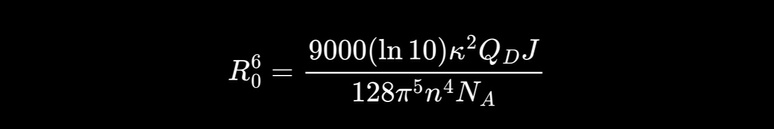 R_0^6 = \frac{9000(\ln 10)\kappa^2 Q_D J}{128\pi^5 n^4 N_A}